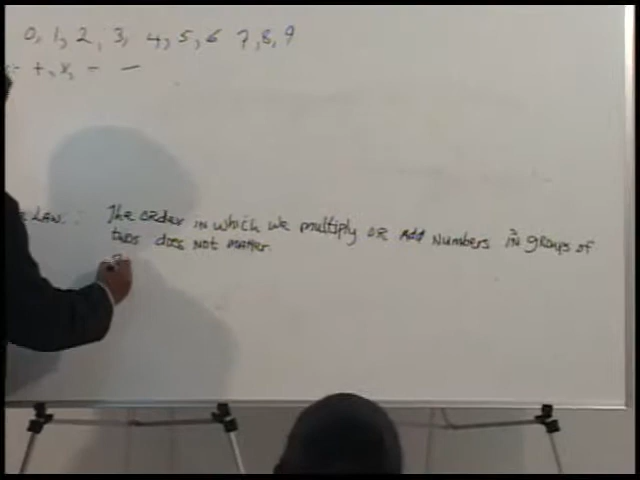 0, 1, 2, 3, 4, 5, 6 7, 8, 9
+, x, - —
Law: The order in which we multiply or add numbers in groups of
twos does not matter.